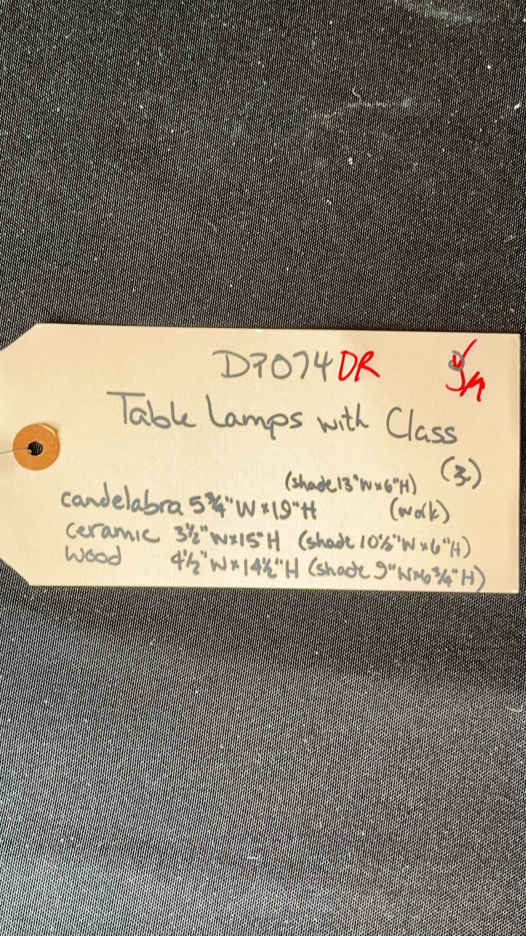 D7074DR
Table Lamps with Class
(3)
(shade 13"W x 6"H)
candelabra 5¾"W x 19"H (work)
ceramic 3½"W x 15"H (shade 10½"W x 6"H)
wood 4½"W x 14½"H (shade 9"W x 6¾"H)